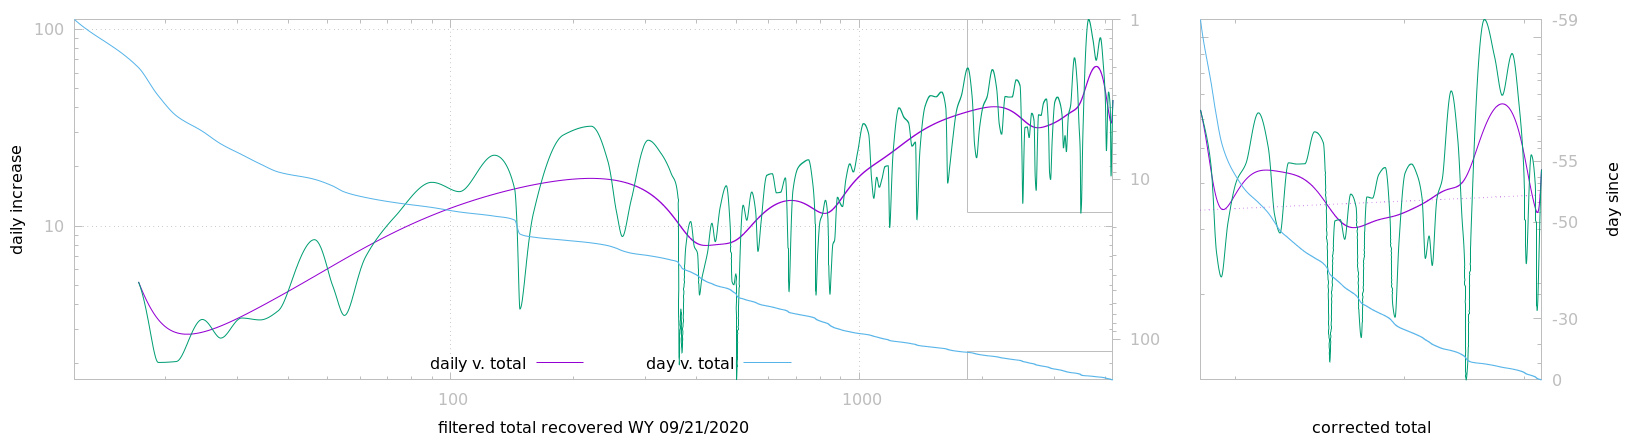 100
10
daily increase
1
10
100
daily v. total
day v. total
100
1000
filtered total recovered WY 09/21/2020
-59
-55
-50
-30
0
day since
corrected total